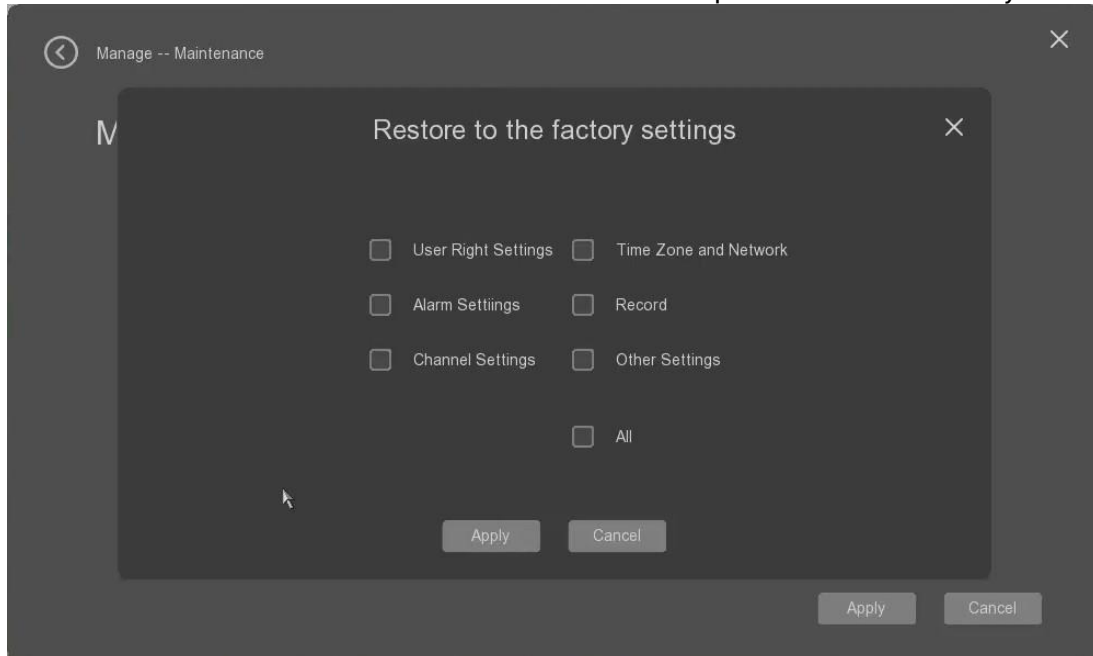 Manage -- Maintenance
M
Restore to the factory settings
User Right Settings
Time Zone and Network
Alarm Settiings
Record
Channel Settings
Other Settings
All
Apply
Cancel
Apply
Cancel